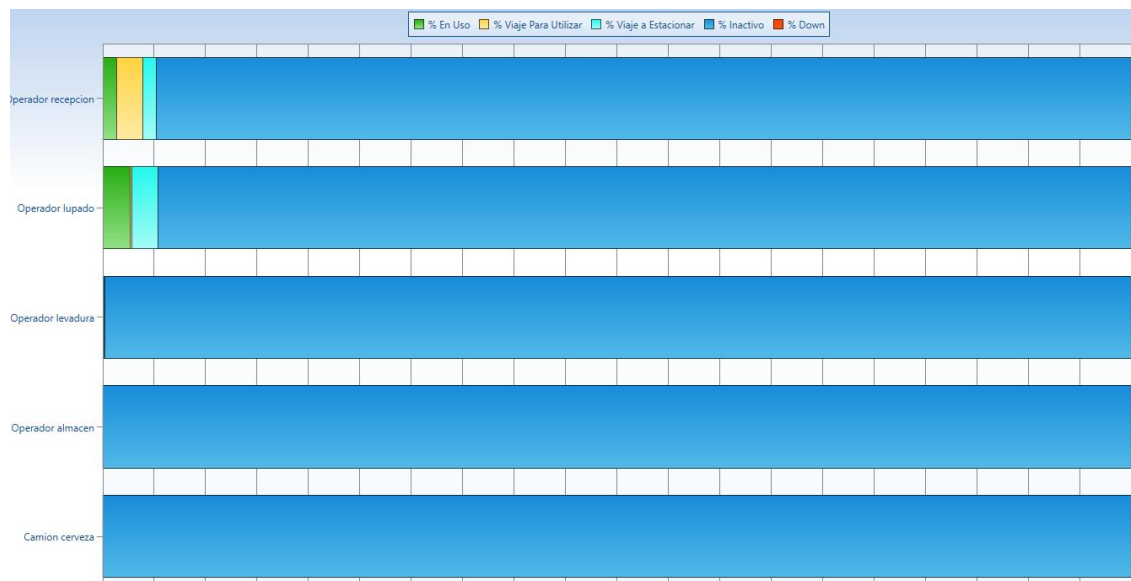 % En Uso % Viaje Para Utilizar % Viaje a Estacionar % Inactivo % Down
Operador recepcion
Operador lupado
Operador levadura
Operador almacen
Camion cerveza